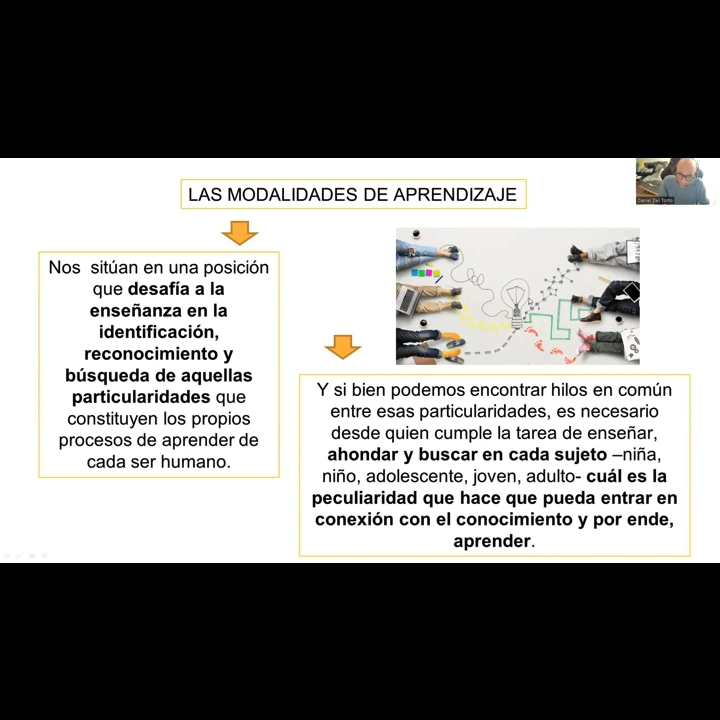 LAS MODALIDADES DE APRENDIZAJE
Daniel Del Torto
Nos sitúan en una posición
que desafía a la
enseñanza en la
identificación,
reconocimiento y
búsqueda de aquellas
particularidades que
constituyen los propios
procesos de aprender de
cada ser humano.
Y si bien podemos encontrar hilos en común
entre esas particularidades, es necesario
desde quien cumple la tarea de enseñar,
ahondar y buscar en cada sujeto –niña,
niño, adolescente, joven, adulto- cuál es la
peculiaridad que hace que pueda entrar en
conexión con el conocimiento y por ende,
aprender.